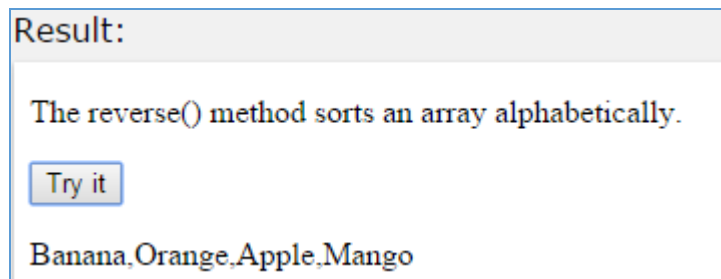 Result:
The reverse() method sorts an array alphabetically.
Try it
Banana,Orange,Apple,Mango